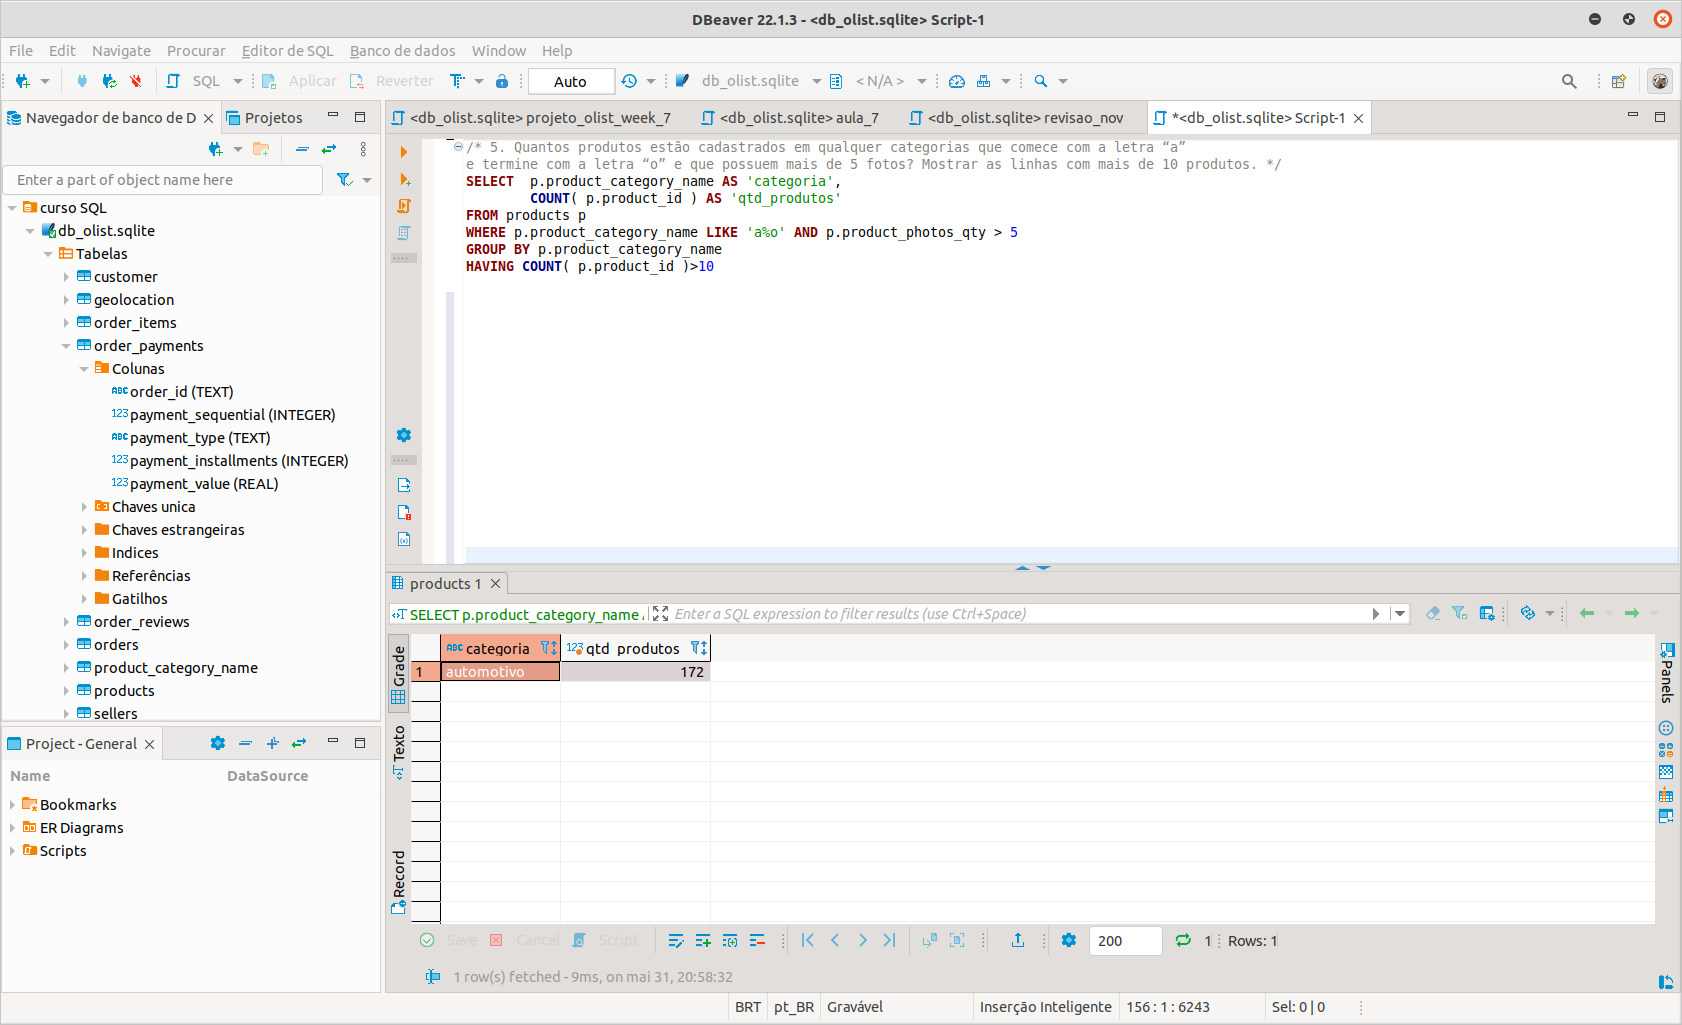 DBeaver 22.1.3 - <db_olist.sqlite> Script-1
File Edit Navigate Procurar Editor de SQL Banco de dados Window Help
SQL Aplicar Reverter Auto db_olist.sqlite < N/A >
Navegador de banco de D Projetos
Enter a part of object name here
curso SQL
db_olist.sqlite
Tabelas
customer
geolocation
order_items
order_payments
Colunas
ABC order_id (TEXT)
123 payment_sequential (INTEGER)
ABC payment_type (TEXT)
123 payment_installments (INTEGER)
123 payment_value (REAL)
Chaves unica
Chaves estrangeiras
Indices
Referências
Gatilhos
order_reviews
orders
product_category_name
products
sellers
Project - General
Name DataSource
Bookmarks
ER Diagrams
Scripts
<db_olist.sqlite> projeto_olist_week_7 <db_olist.sqlite> aula_7 <db_olist.sqlite> revisao_nov *<db_olist.sqlite> Script-1
/* 5. Quantos produtos estão cadastrados em qualquer categorias que comece com a letra “a”
e termine com a letra “o” e que possuem mais de 5 fotos? Mostrar as linhas com mais de 10 produtos. */
SELECT p.product_category_name AS 'categoria',
COUNT( p.product_id ) AS 'qtd_produtos'
FROM products p
WHERE p.product_category_name LIKE 'a%o' AND p.product_photos_qty > 5
GROUP BY p.product_category_name
HAVING COUNT( p.product_id )>10
products 1
SELECT p.product_category_name Enter a SQL expression to filter results (use Ctrl+Space)
Grade
Texto
Record
ABC categoria 123 qtd_produtos
1 automotivo 172
Panels
Save Cancel Script 200 1 Rows: 1
1 row(s) fetched - 9ms, on mai 31, 20:58:32
BRT pt_BR Gravável Inserção Inteligente 156 : 1 : 6243 Sel: 0 | 0